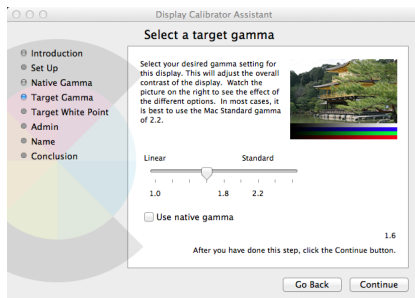 Display Calibrator Assistant
Select a target gamma
Introduction
Set Up
Native Gamma
Target Gamma
Target White Point
Admin
Name
Conclusion
Select your desired gamma setting for
this display. This will adjust the overall
contrast of the display. Watch the
picture on the right to see the effect of
the different options. In most cases, it
is best to use the Mac Standard gamma
of 2.2.
Linear Standard
1.0 1.8 2.2
Use native gamma
1.6
After you have done this step, click the Continue button.
Go Back Continue